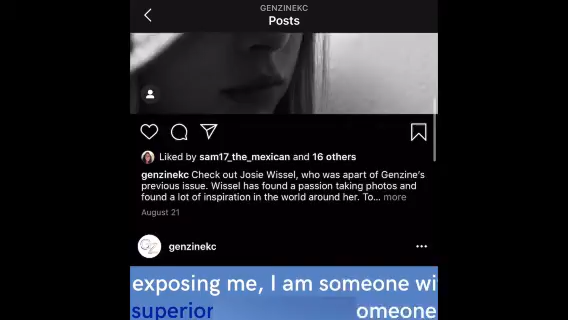 GENZINEKC
Posts
Liked by sam17_the_mexican and 16 others
genzinekc Check out Josie Wissel, who was apart of Genzine's
previous issue. Wissel has found a passion taking photos and
found a lot of inspiration in the world around her. To... more
August 21
genzinekc
exposing me, I am someone wi
superior
omeone